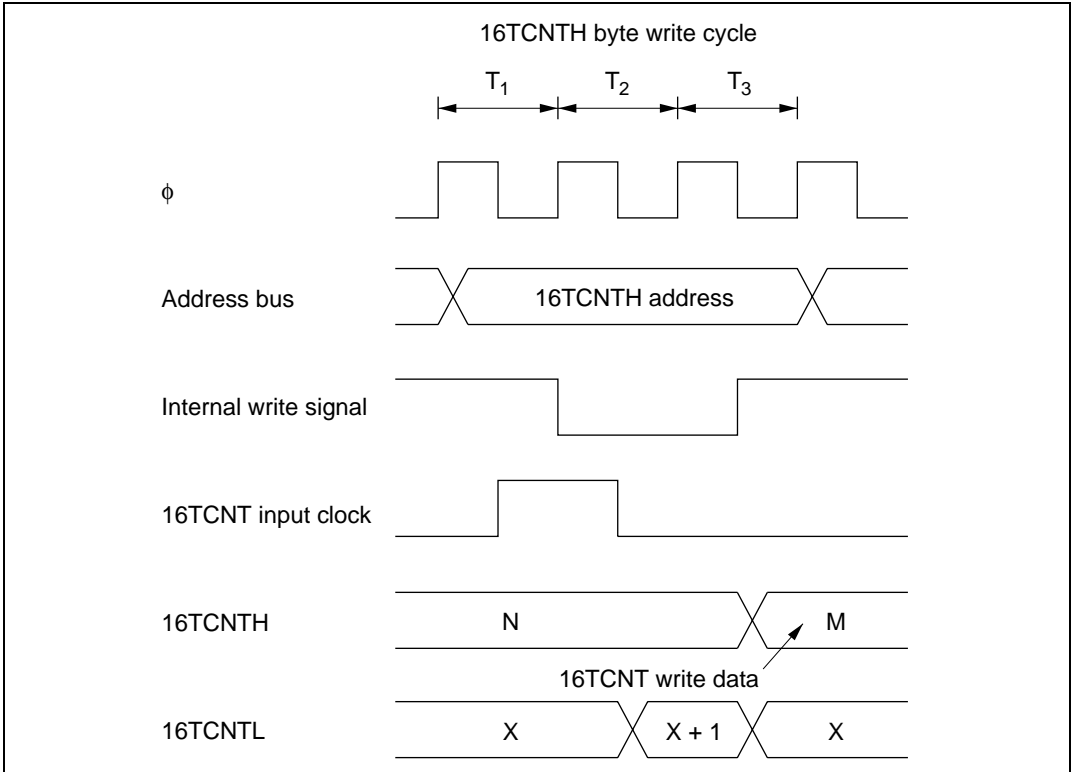 16TCNTH byte write cycle
T1 T2 T3
φ
Address bus 16TCNTH address
Internal write signal
16TCNT input clock
16TCNTH N M
16TCNT write data
16TCNTL X X + 1 X